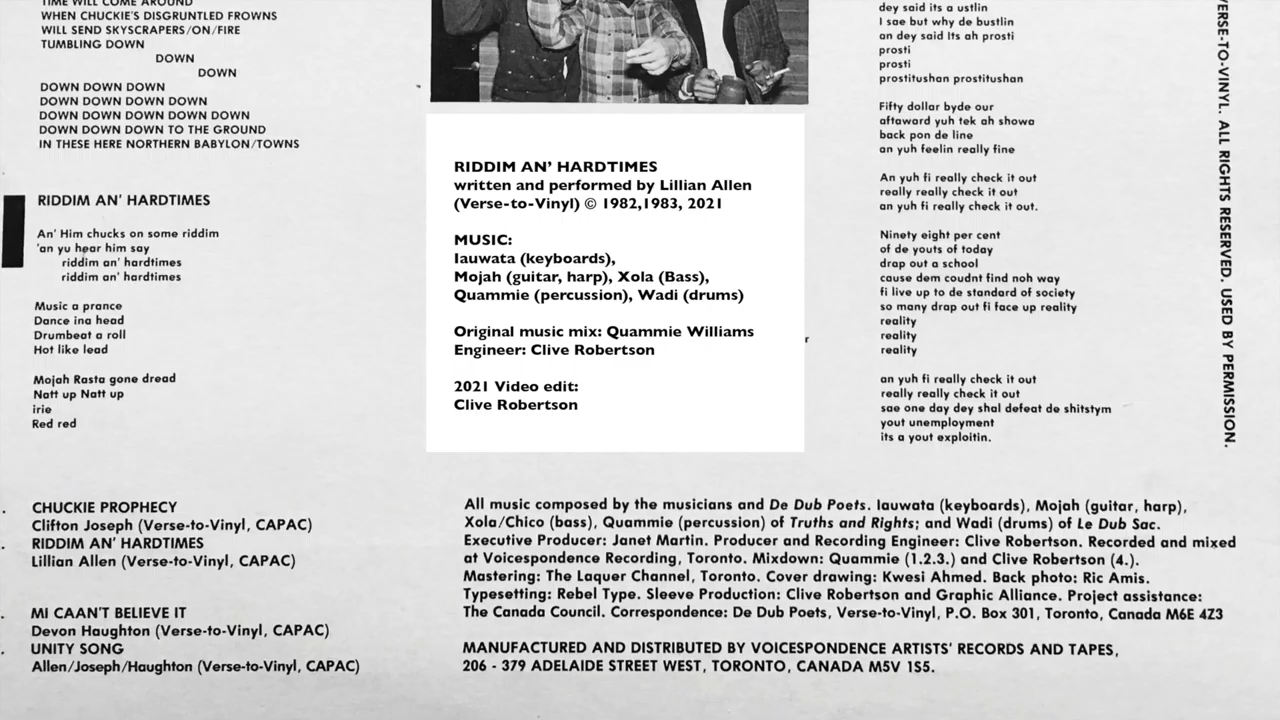 TIME WILL COME AROUND
WHEN CHUCKIE'S DISGRUNTLED FROWNS
WILL SEND SKYSCRAPERS/ON/FIRE
TUMBLING DOWN
DOWN
DOWN
DOWN DOWN DOWN
DOWN DOWN DOWN DOWN
DOWN DOWN DOWN DOWN DOWN
DOWN DOWN DOWN TO THE GROUND
IN THESE HERE NORTHERN BABYLON/TOWNS
RIDDIM AN' HARDTIMES
An' Him chucks on some riddim
'an yu hear him say
riddim an' hardtimes
riddim an' hardtimes
Music a prance
Dance ina head
Drumbeat a roll
Hot like lead
Mojah Rasta gone dread
Natt up Natt up
irie
Red red
RIDDIM AN' HARDTIMES
written and performed by Lillian Allen
(Verse-to-Vinyl) © 1982,1983, 2021
MUSIC:
Iauwata (keyboards),
Mojah (guitar, harp), Xola (Bass),
Quammie (percussion), Wadi (drums)
Original music mix: Quammie Williams
Engineer: Clive Robertson
2021 Video edit:
Clive Robertson
r
dey said its a ustlin
I sae but why de bustlin
an dey said Its ah prosti
prosti
prosti
prostitushan prostitushan
Fifty dollar byde our
aftaward yuh tek ah showa
back pon de line
an yuh feelin really fine
An yuh fi really check it out
really really check it out
an yuh fi really check it out.
Ninety eight per cent
of de youts of today
drap out a school
cause dem coudnt find noh way
fi live up to de standard of society
so many drap out fi face up reality
reality
reality
reality
an yuh fi really check it out
really really check it out
sae one day dey shal defeat de shitstym
yout unemployment
its a yout exploitin.
VERSE-TO-VINYL. ALL RIGHTS RESERVED. USED BY PERMISSION.
. CHUCKIE PROPHECY
Clifton Joseph (Verse-to-Vinyl, CAPAC)
. RIDDIM AN' HARDTIMES
Lillian Allen (Verse-to-Vinyl, CAPAC)
. MI CAAN'T BELIEVE IT
Devon Haughton (Verse-to-Vinyl, CAPAC)
. UNITY SONG
Allen/Joseph/Haughton (Verse-to-Vinyl, CAPAC)
All music composed by the musicians and De Dub Poets. Iauwata (keyboards), Mojah (guitar, harp),
Xola/Chico (bass), Quammie (percussion) of Truths and Rights; and Wadi (drums) of Le Dub Sac.
Executive Producer: Janet Martin. Producer and Recording Engineer: Clive Robertson. Recorded and mixed
at Voicespondence Recording, Toronto. Mixdown: Quammie (1.2.3.) and Clive Robertson (4.).
Mastering: The Laquer Channel, Toronto. Cover drawing: Kwesi Ahmed. Back photo: Ric Amis.
Typesetting: Rebel Type. Sleeve Production: Clive Robertson and Graphic Alliance. Project assistance:
The Canada Council. Correspondence: De Dub Poets, Verse-to-Vinyl, P.O. Box 301, Toronto, Canada M6E 4Z3
MANUFACTURED AND DISTRIBUTED BY VOICESPONDENCE ARTISTS' RECORDS AND TAPES,
206 - 379 ADELAIDE STREET WEST, TORONTO, CANADA M5V 1S5.